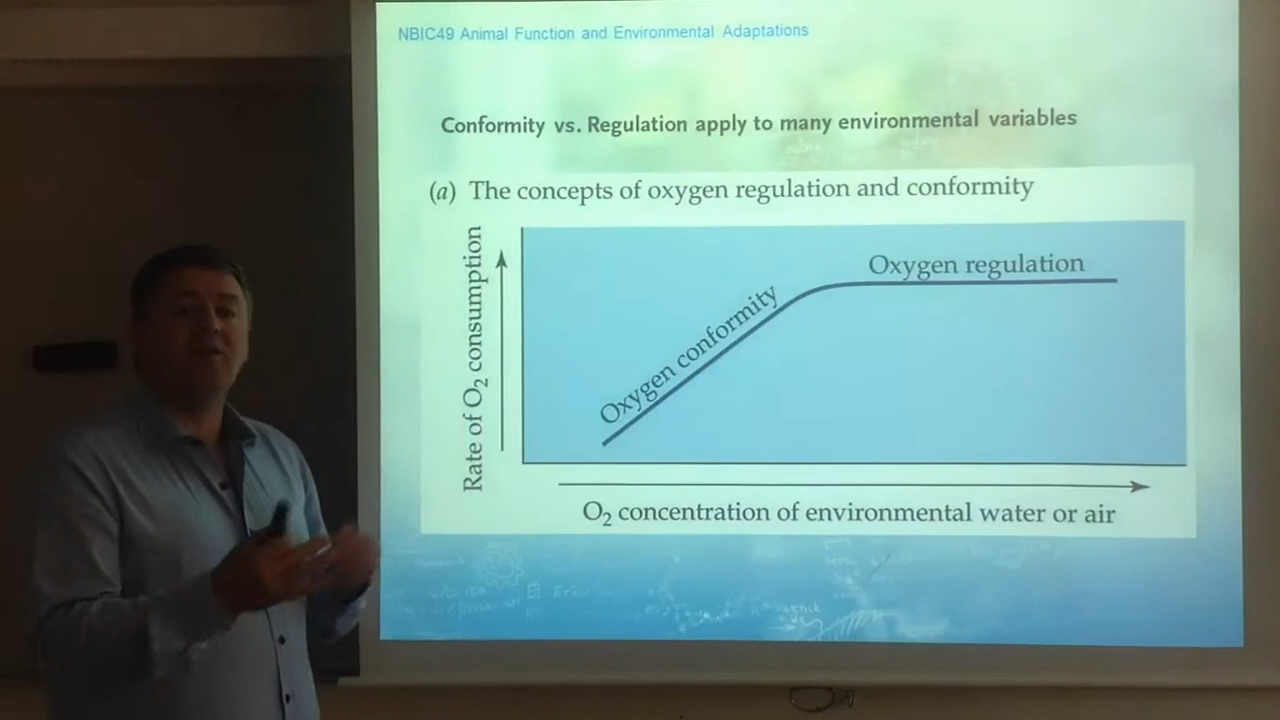 NBIC49 Animal Function and Environmental Adaptations
Conformity vs. Regulation apply to many environmental variables
(a) The concepts of oxygen regulation and conformity
Rate of O₂ consumption
Oxygen conformity
Oxygen regulation
O₂ concentration of environmental water or air